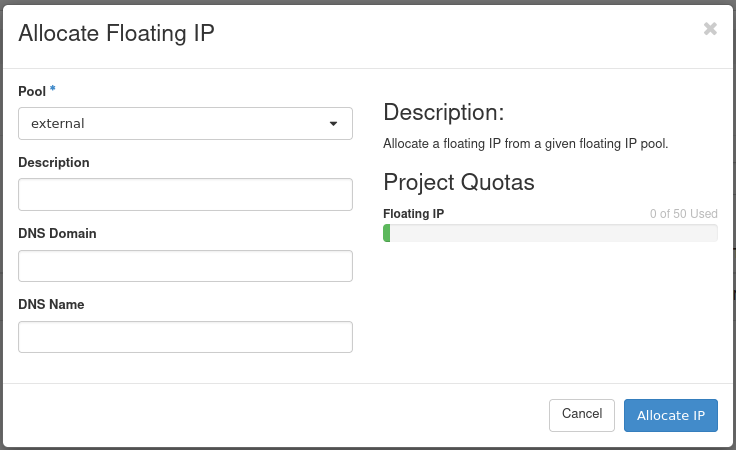 Allocate Floating IP
Pool *
external
Description
DNS Domain
DNS Name
Description:
Allocate a floating IP from a given floating IP pool.
Project Quotas
Floating IP 0 of 50 Used
Cancel Allocate IP